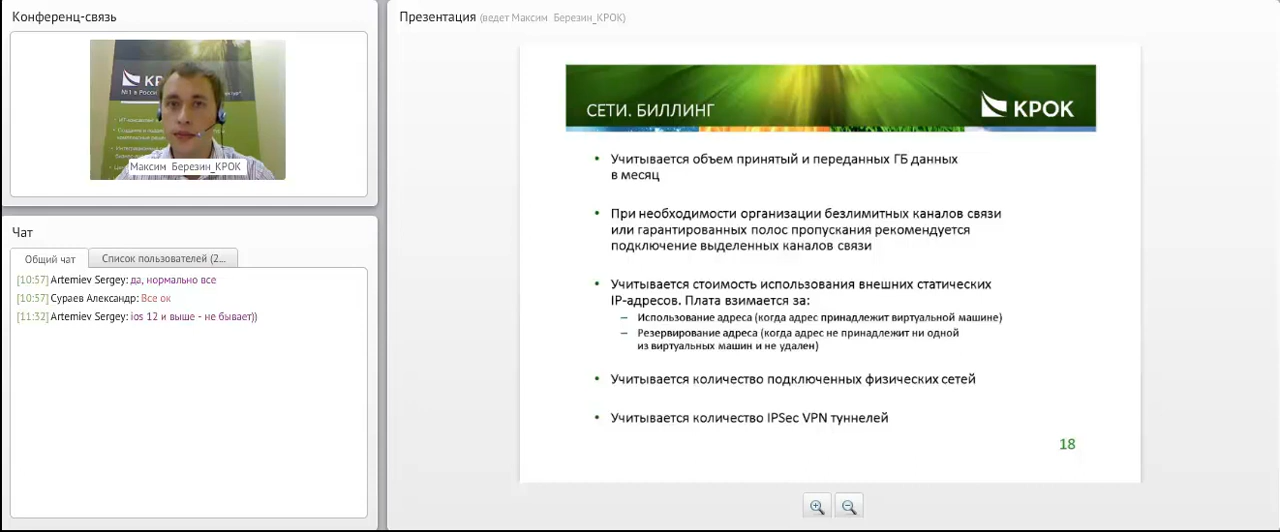 Конференц-связь
КРОК
№1 в России
Максим Березин_КРОК
Чат
Общий чат
Список пользователей (2...
[10:57] Artemiev Sergey: да, нормально все
[10:57] Сураев Александр: Все ок
[11:32] Artemiev Sergey: ios 12 и выше - не бывает))
Презентация (ведет Максим Березин_КРОК)
СЕТИ. БИЛЛИНГ
КРОК
• Учитывается объем принятый и переданных ГБ данных
в месяц
• При необходимости организации безлимитных каналов связи
или гарантированных полос пропускания рекомендуется
подключение выделенных каналов связи
• Учитывается стоимость использования внешних статических
IP-адресов. Плата взимается за:
– Использование адреса (когда адрес принадлежит виртуальной машине)
– Резервирование адреса (когда адрес не принадлежит ни одной
из виртуальных машин и не удален)
• Учитывается количество подключенных физических сетей
• Учитывается количество IPSec VPN туннелей
18